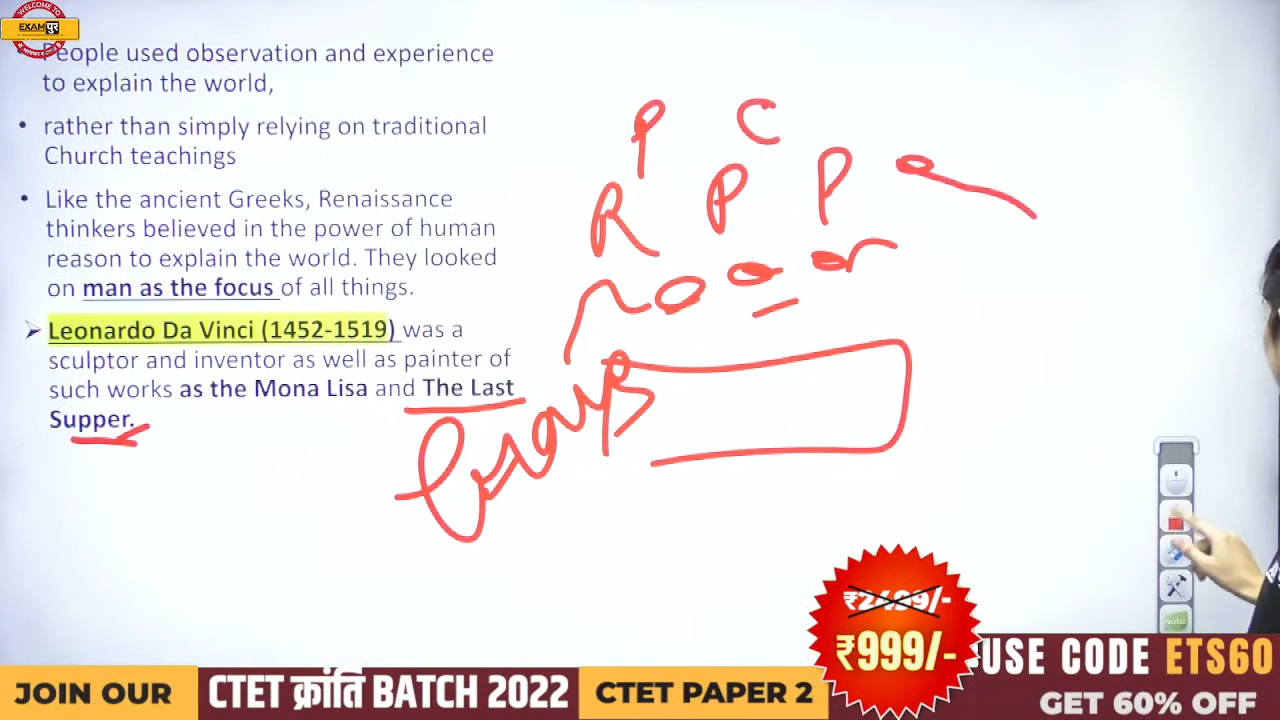 WELCOME TO
EXAMपुर
People used observation and experience
to explain the world,
• rather than simply relying on traditional
Church teachings
• Like the ancient Greeks, Renaissance
thinkers believed in the power of human
reason to explain the world. They looked
on man as the focus of all things.
➢ Leonardo Da Vinci (1452-1519) was a
sculptor and inventor as well as painter of
such works as the Mona Lisa and The Last
Supper.
P C
R P P
₹2499/-
₹999/-
USE CODE ETS60
GET 60% OFF
JOIN OUR CTET क्रांति BATCH 2022 CTET PAPER 2